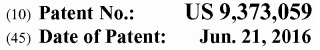 (10) Patent No.: US 9,373,059
(45) Date of Patent: Jun. 21, 2016